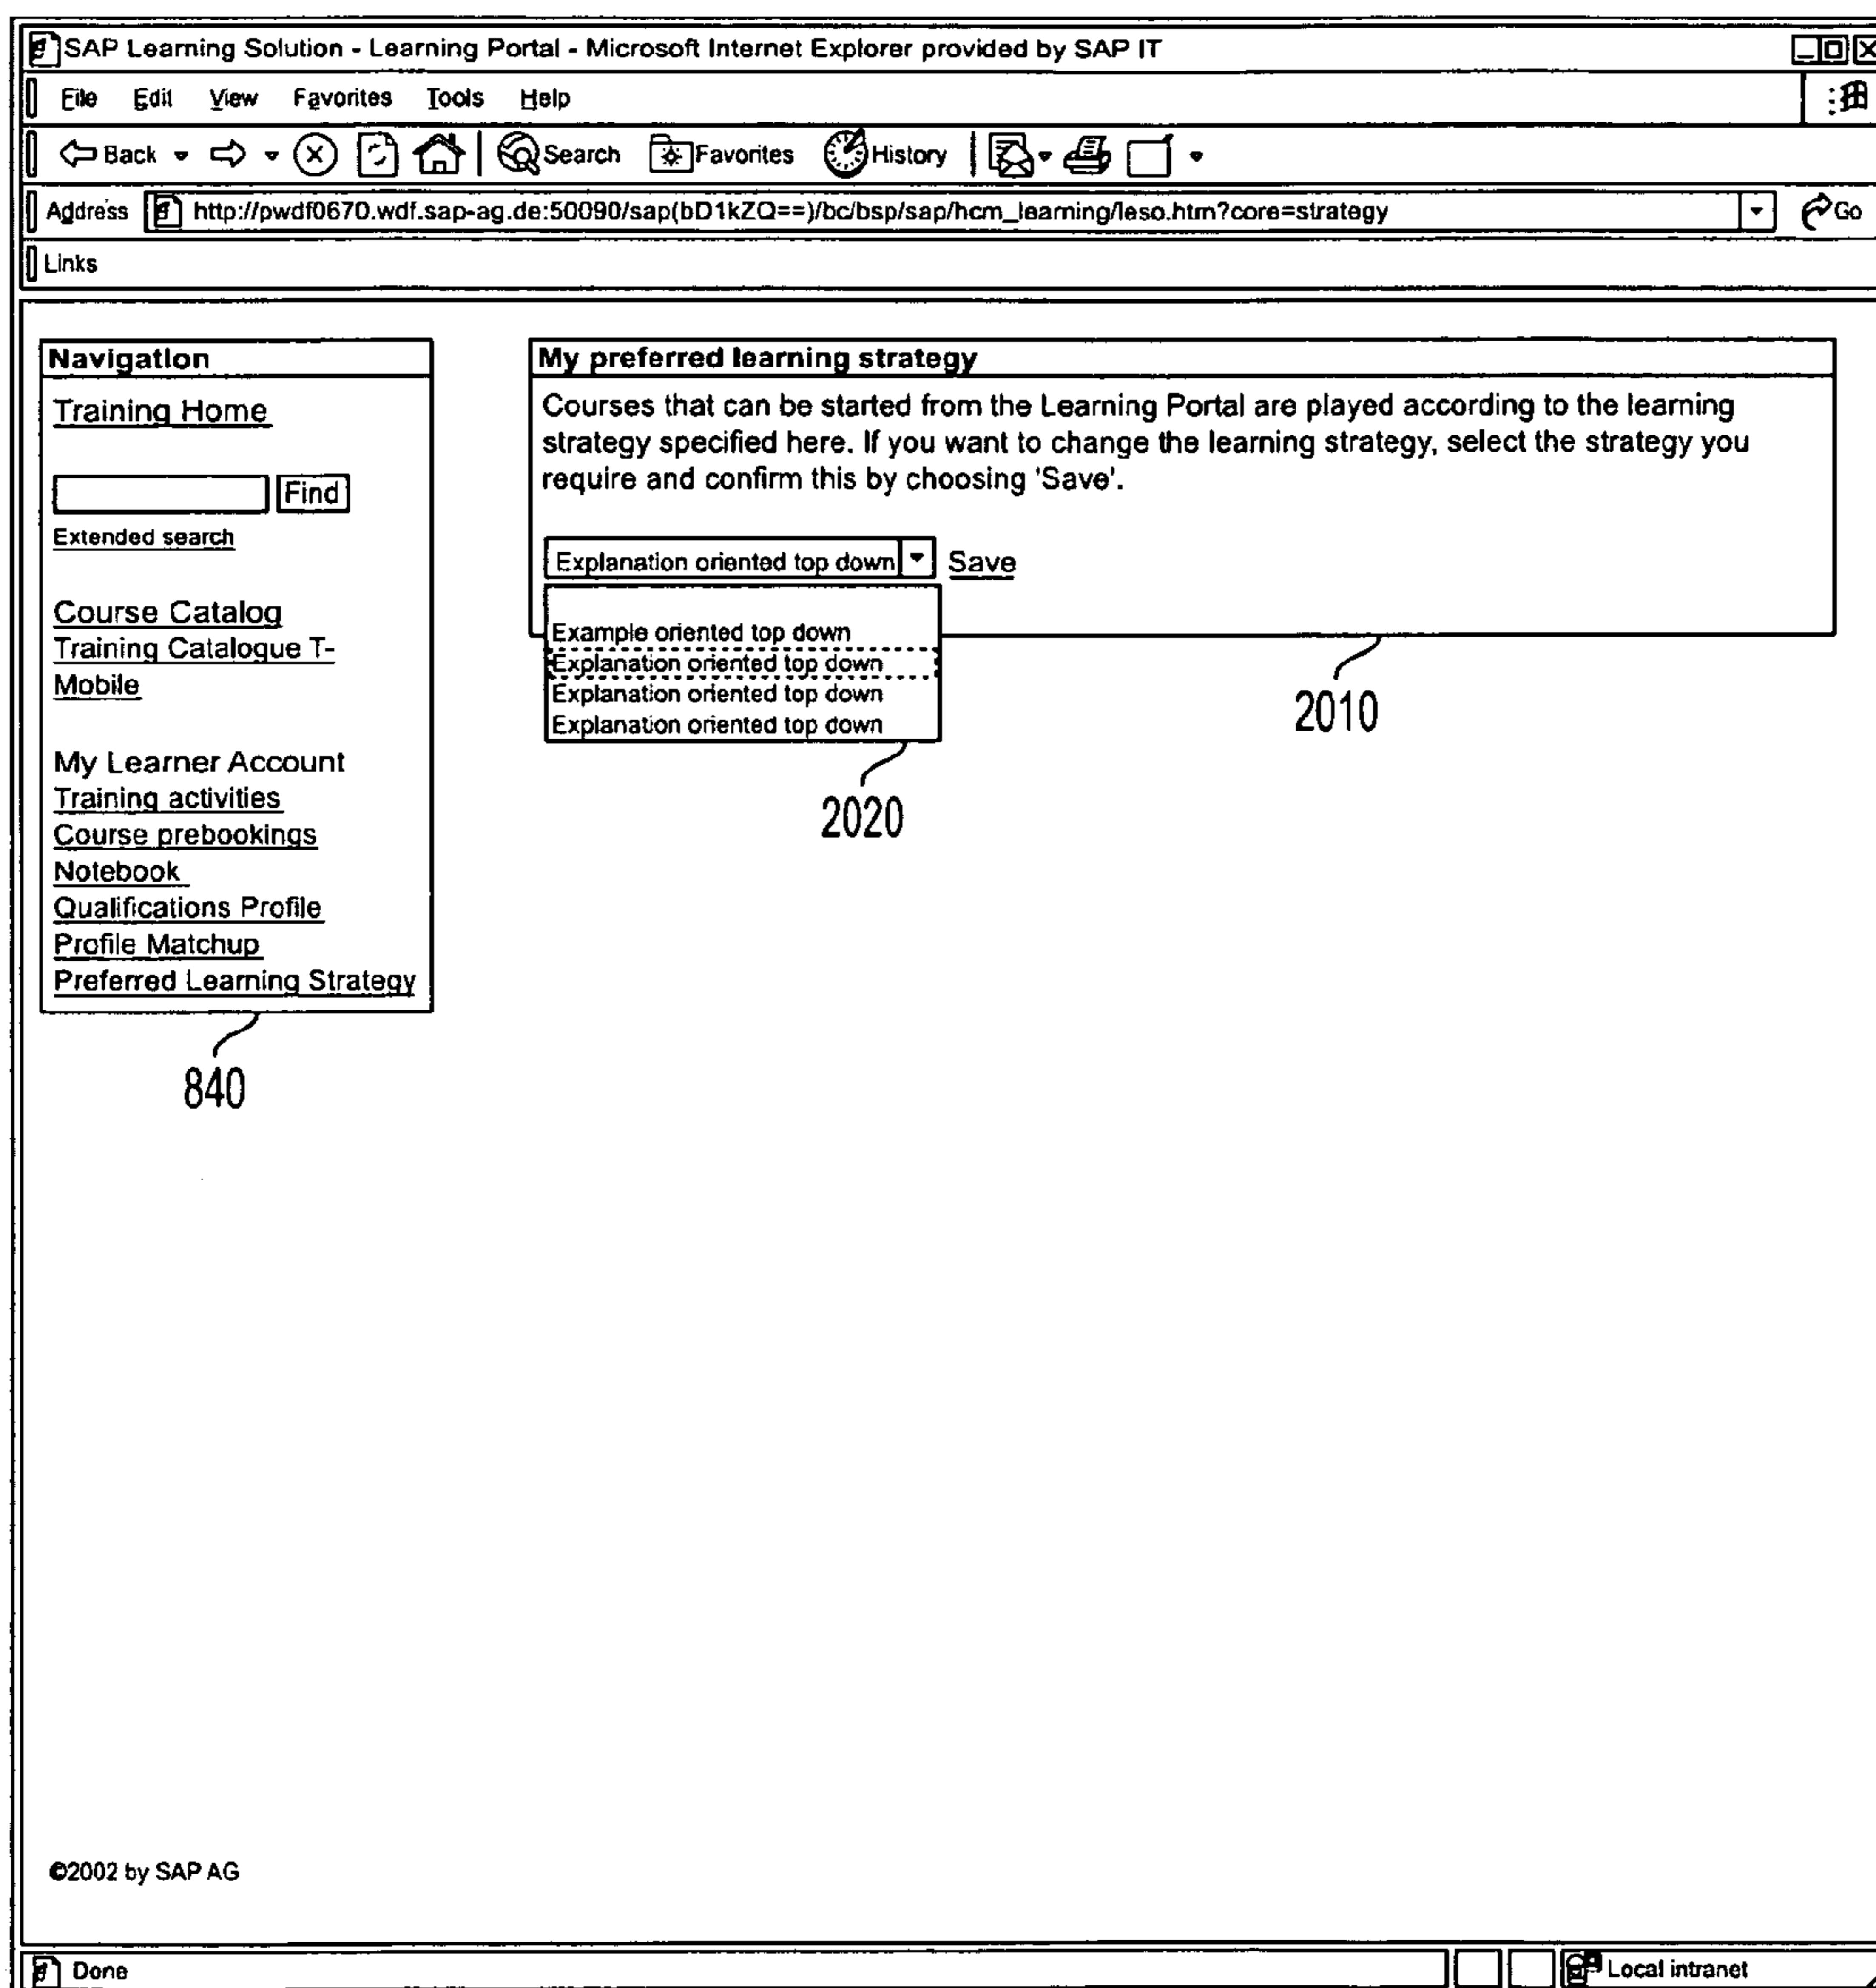 SAP Learning Solution - Learning Portal - Microsoft Internet Explorer provided by SAP IT
File Edit View Favorites Tools Help
Back Search Favorites History
Address http://pwdf0670.wdf.sap-ag.de:50090/sap(bD1kZQ==)/bc/bsp/sap/hcm_learning/leso.htm?core=strategy Go
Links
Navigation
Training Home
Find
Extended search
Course Catalog
Training Catalogue T-
Mobile
My Learner Account
Training activities
Course prebookings
Notebook
Qualifications Profile
Profile Matchup
Preferred Learning Strategy
840
My preferred learning strategy
Courses that can be started from the Learning Portal are played according to the learning
strategy specified here. If you want to change the learning strategy, select the strategy you
require and confirm this by choosing 'Save'.
Explanation oriented top down Save
Example oriented top down
Explanation oriented top down
Explanation oriented top down
Explanation oriented top down
2010
2020
©2002 by SAP AG
Done Local intranet